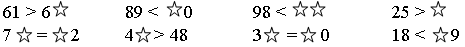 61 > 6☆ 89 < ☆0 98 < ☆☆ 25 > ☆
7☆ = ☆2 4☆ > 48 3☆ = ☆0 18 < ☆9